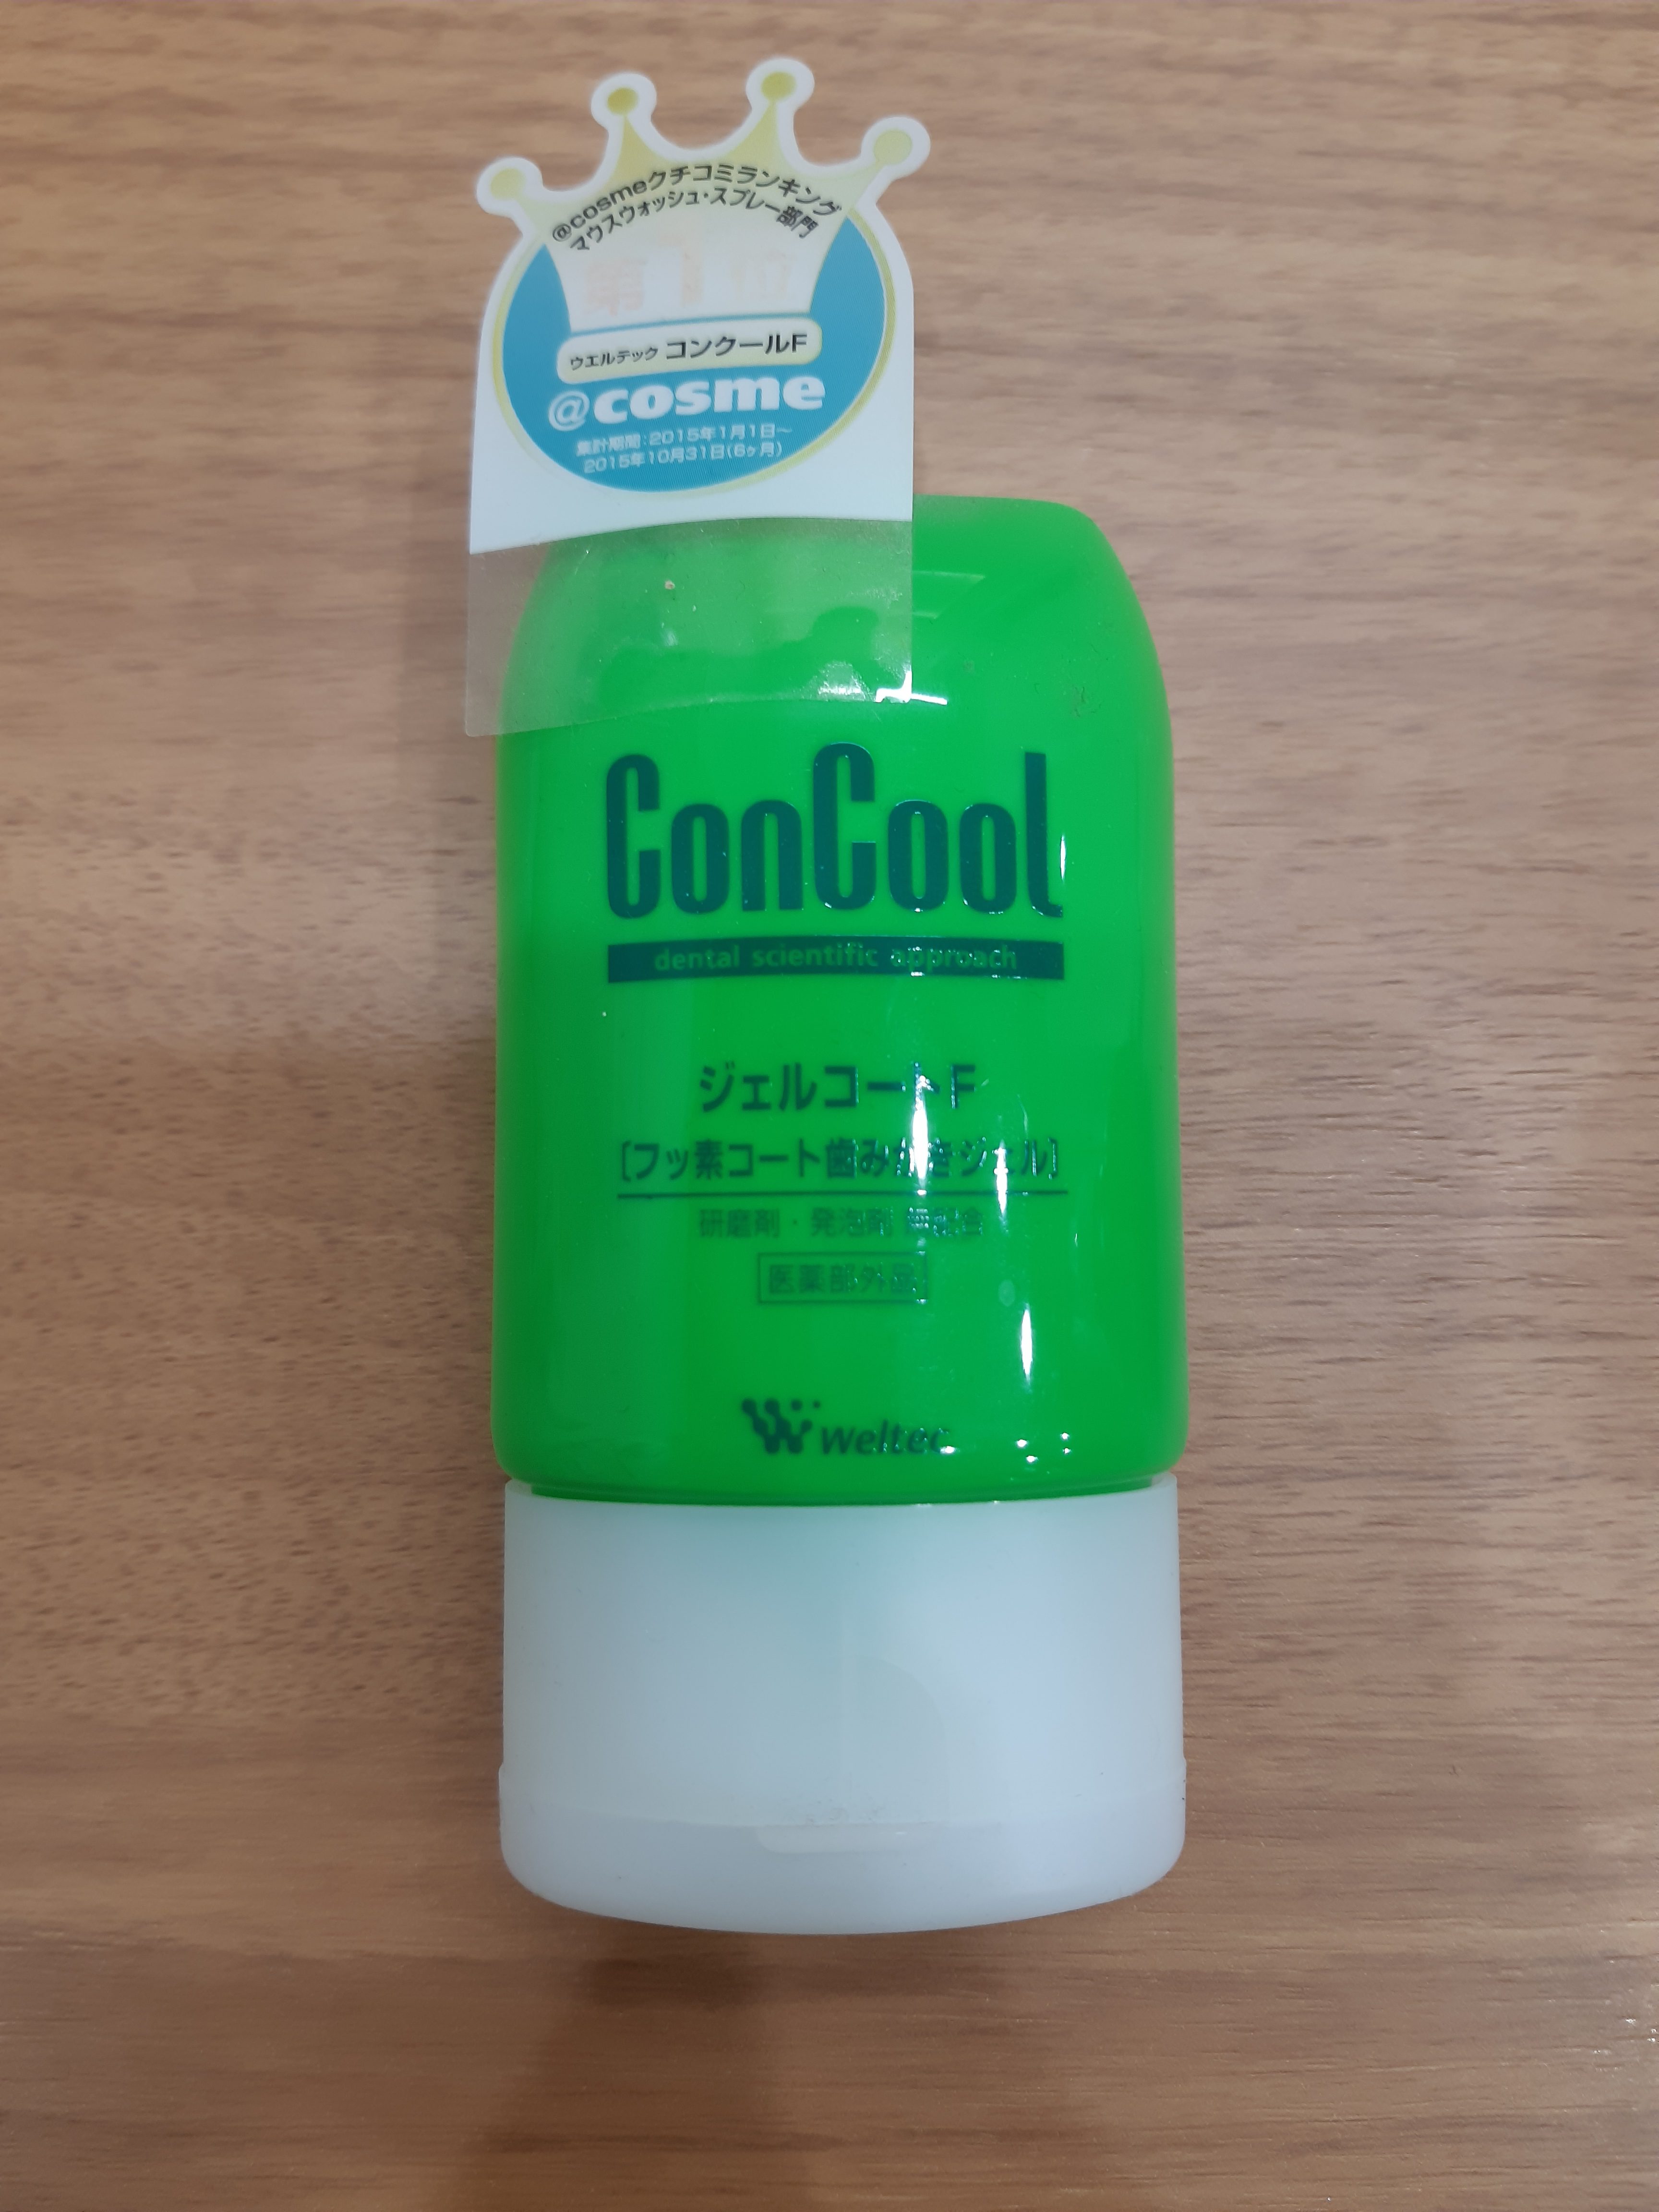 @cosmeクチコミランキング
マウスウォッシュ・スプレー部門
第1位
ウエルテック コンクールF
@cosme
集計期間:2015年1月1日～
2015年10月31日(6ヶ月)
ConCool
dental scientific approach
ジェルコートF
[フッ素コート歯みがきジェル]
研磨剤・発泡剤 無配合
医薬部外品
weltec